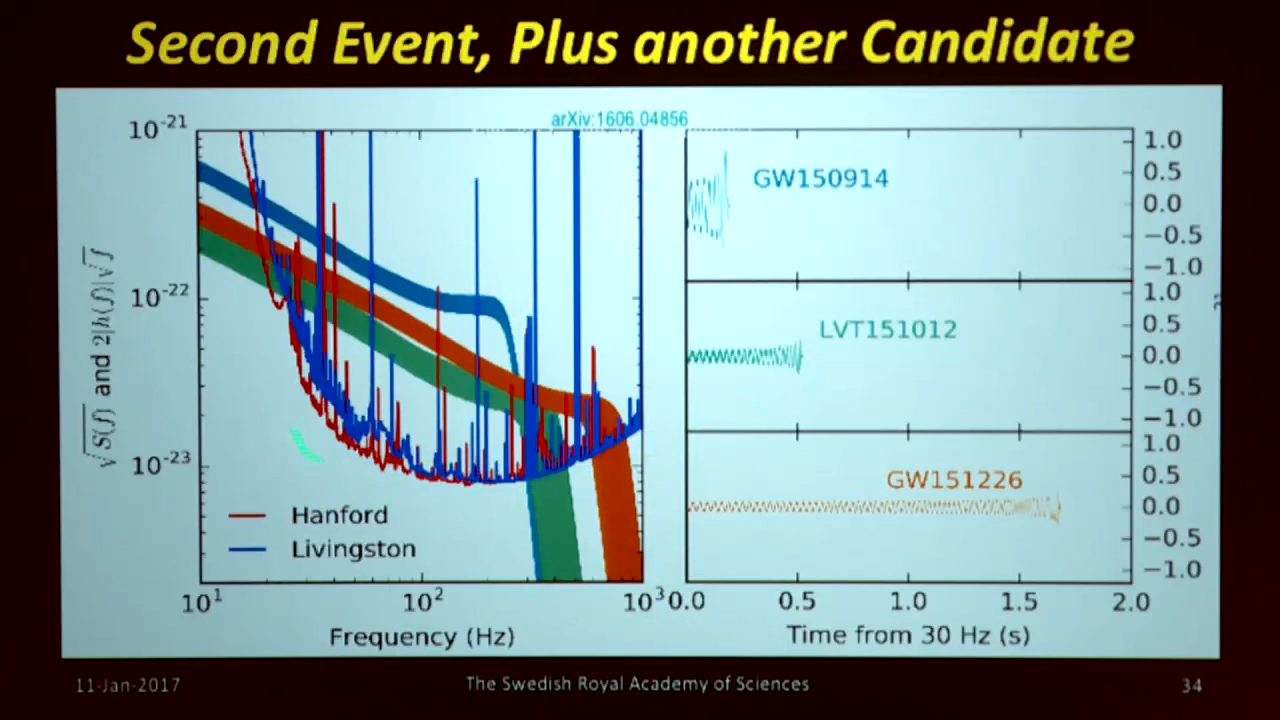 Second Event, Plus another Candidate
arXiv:1606.04856
10⁻²¹
10⁻²²
10⁻²³
and
Hanford
Livingston
10¹
10²
10³
Frequency (Hz)
GW150914
1.0
0.5
0.0
−0.5
−1.0
LVT151012
1.0
0.5
0.0
−0.5
−1.0
GW151226
1.0
0.5
0.0
−0.5
−1.0
0.0
0.5
1.0
1.5
2.0
Time from 30 Hz (s)
11-Jan-2017
The Swedish Royal Academy of Sciences
34